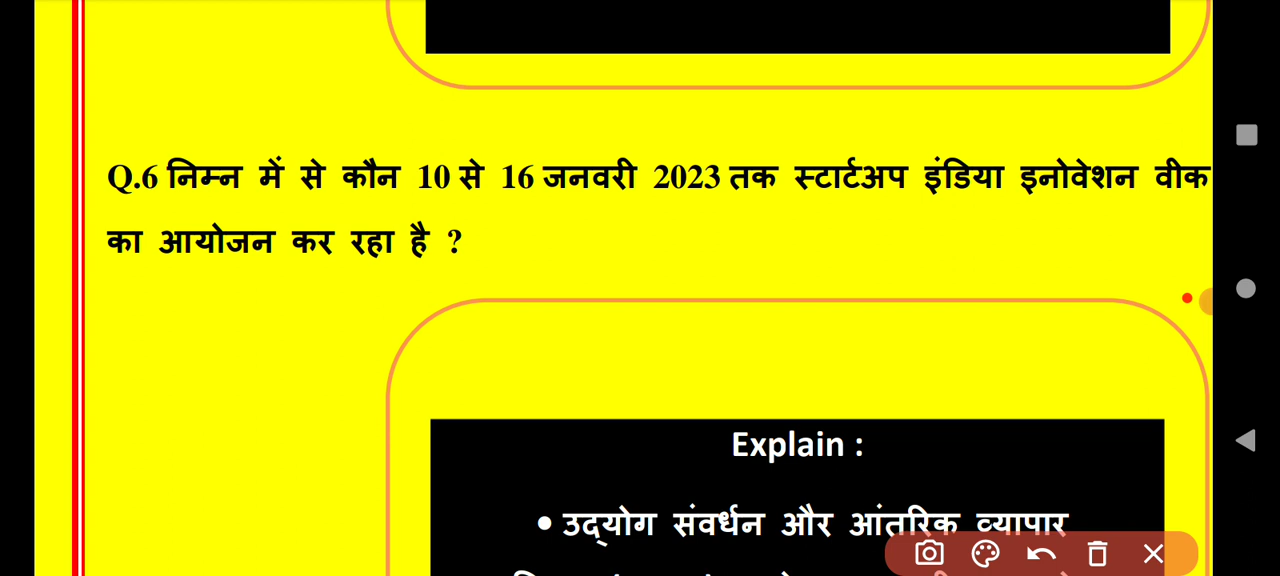 Q.6 निम्न में से कौन 10 से 16 जनवरी 2023 तक स्टार्टअप इंडिया इनोवेशन वीक
का आयोजन कर रहा है ?
Explain :
• उद्योग संवर्धन और आंतरिक व्यापार